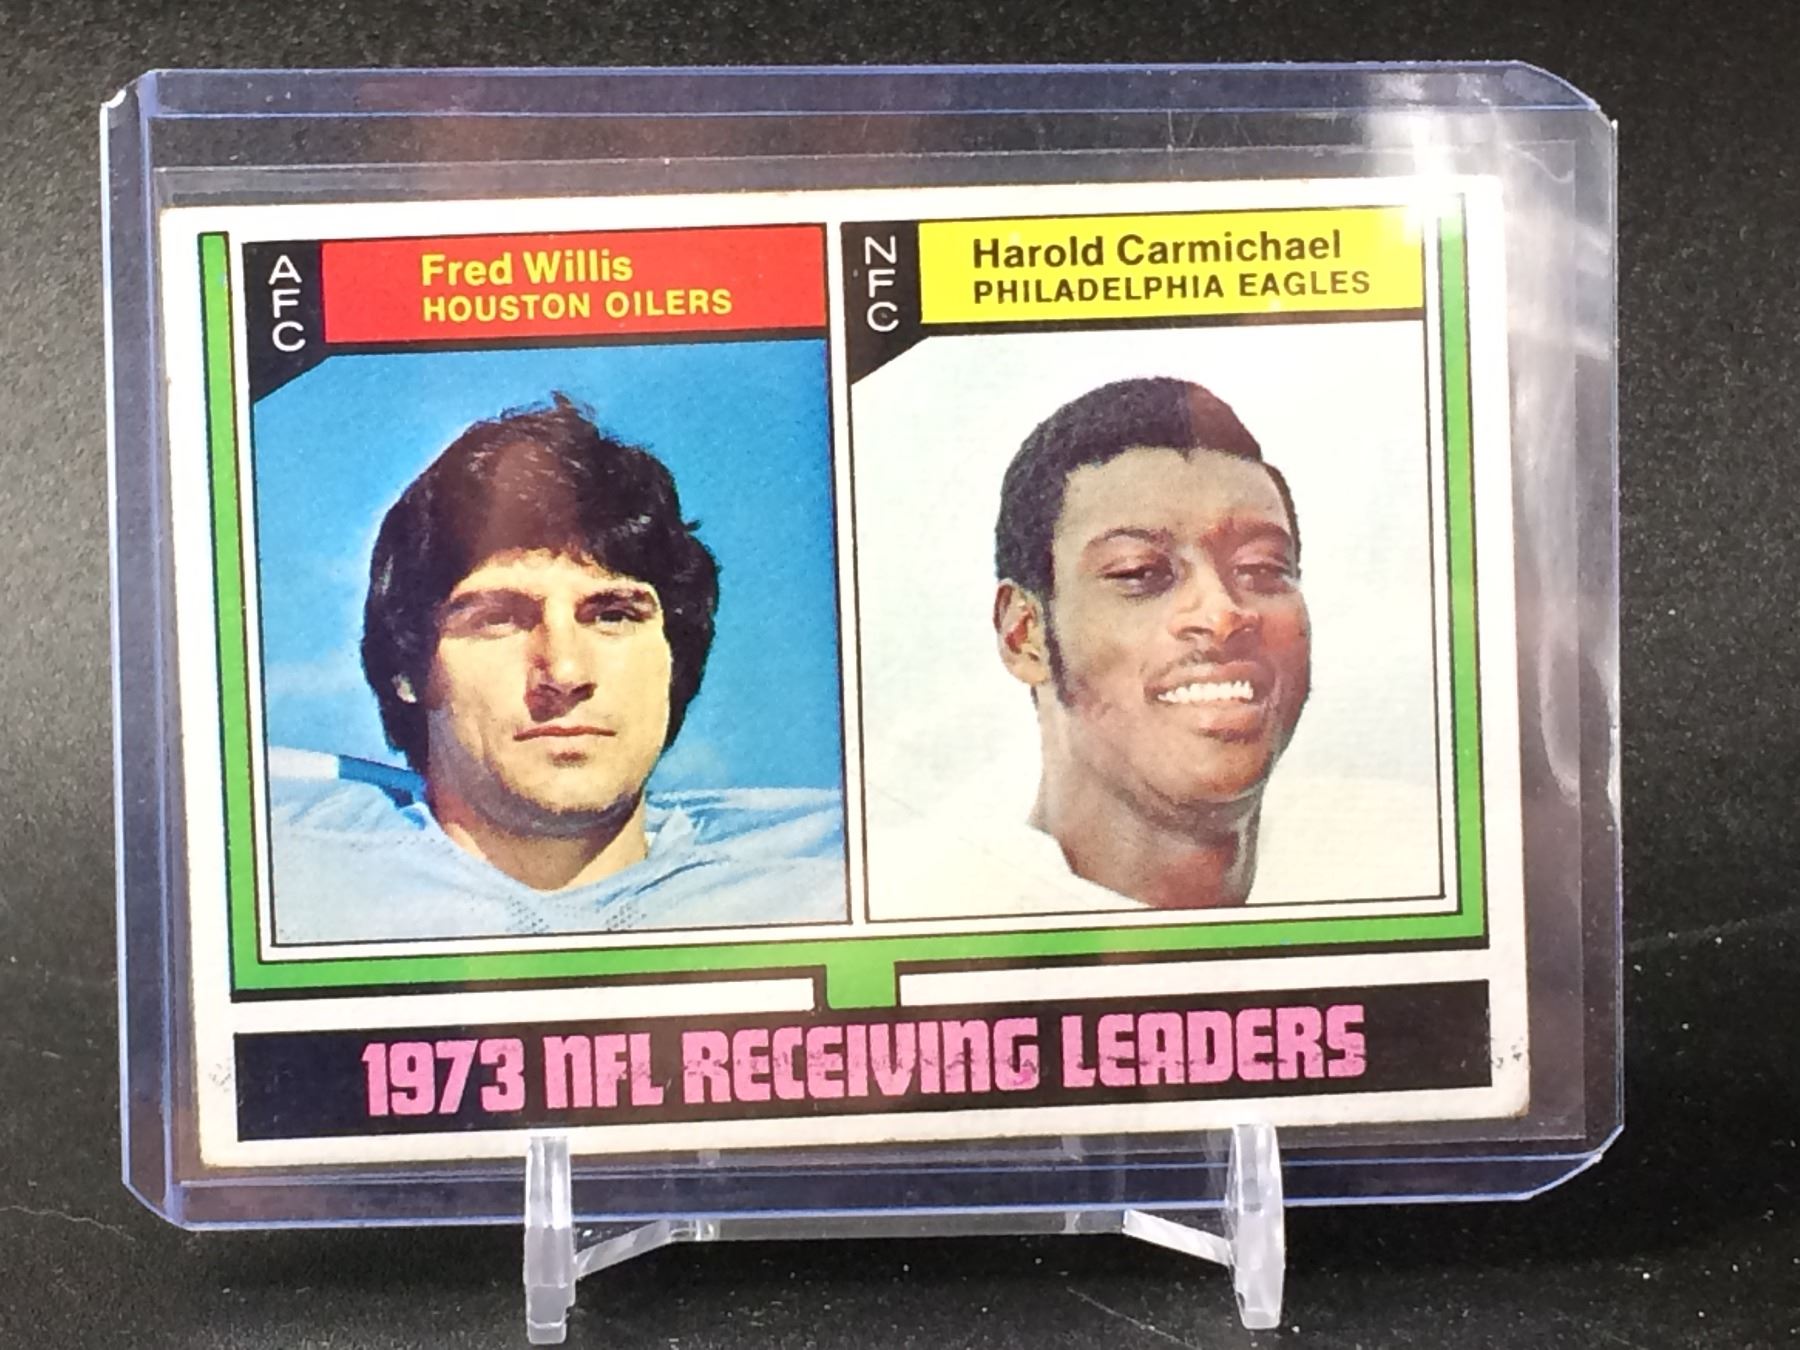 AFC
Fred Willis
HOUSTON OILERS
NFC
Harold Carmichael
PHILADELPHIA EAGLES
1973 NFL RECEIVING LEADERS